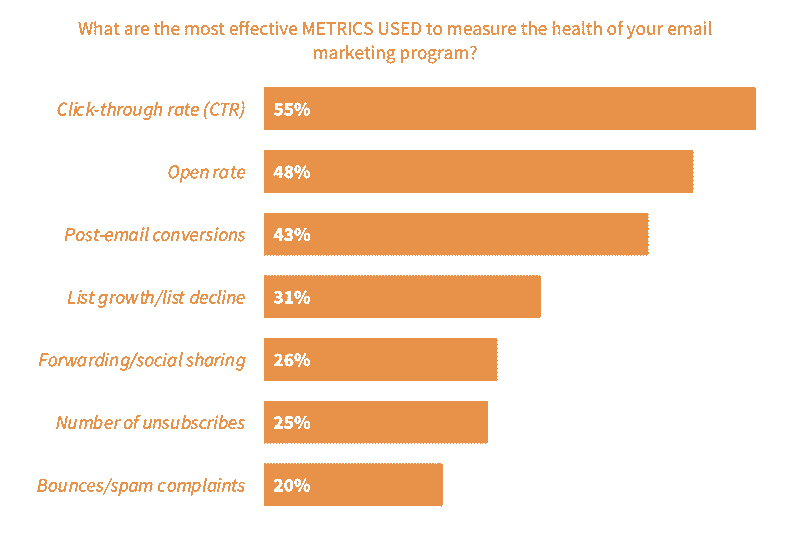 What are the most effective METRICS USED to measure the health of your email
marketing program?
Click-through rate (CTR) 55%
Open rate 48%
Post-email conversions 43%
List growth/list decline 31%
Forwarding/social sharing 26%
Number of unsubscribes 25%
Bounces/spam complaints 20%